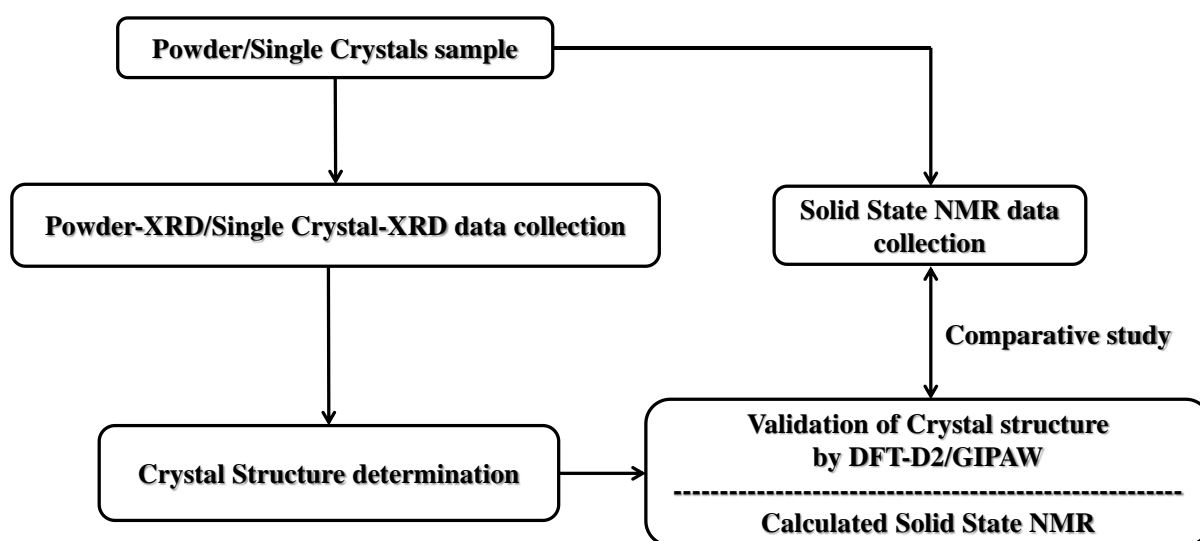 Powder/Single Crystals sample
Powder-XRD/Single Crystal-XRD data collection
Solid State NMR data
collection
Comparative study
Crystal Structure determination
Validation of Crystal structure
by DFT-D2/GIPAW
Calculated Solid State NMR